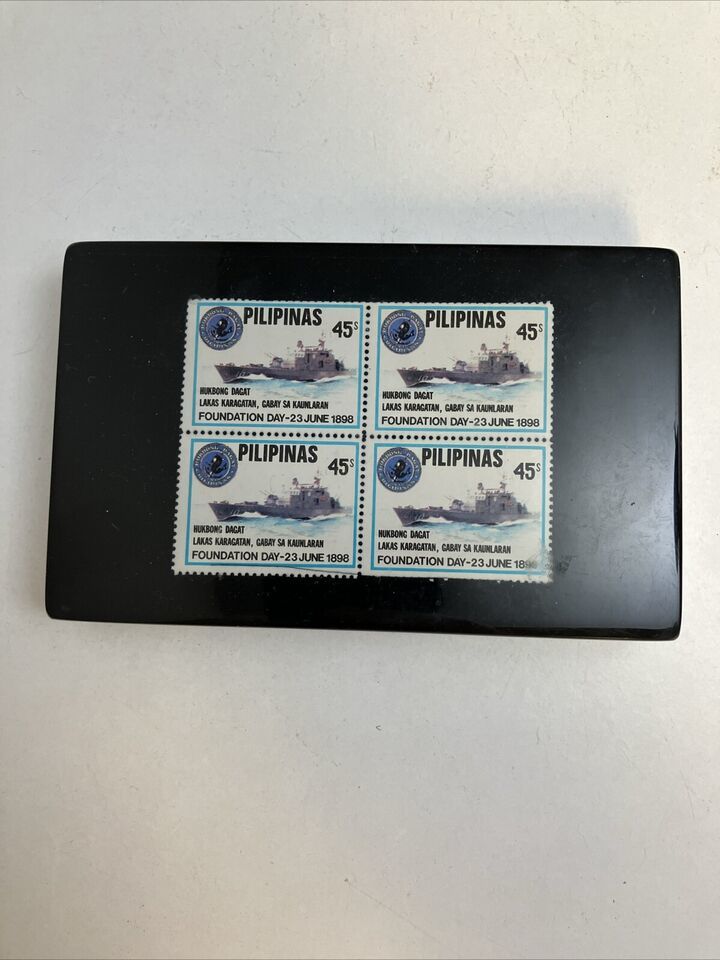 PILIPINAS 45s
HUKBONG DAGAT
LAKAS KARAGATAN, GABAY SA KAUNLARAN
FOUNDATION DAY-23 JUNE 1898
PILIPINAS 45s
HUKBONG DAGAT
LAKAS KARAGATAN, GABAY SA KAUNLARAN
FOUNDATION DAY-23 JUNE 1898
PILIPINAS 45s
HUKBONG DAGAT
LAKAS KARAGATAN, GABAY SA KAUNLARAN
FOUNDATION DAY-23 JUNE 1898
PILIPINAS 45s
HUKBONG DAGAT
LAKAS KARAGATAN, GABAY SA KAUNLARAN
FOUNDATION DAY-23 JUNE 1898